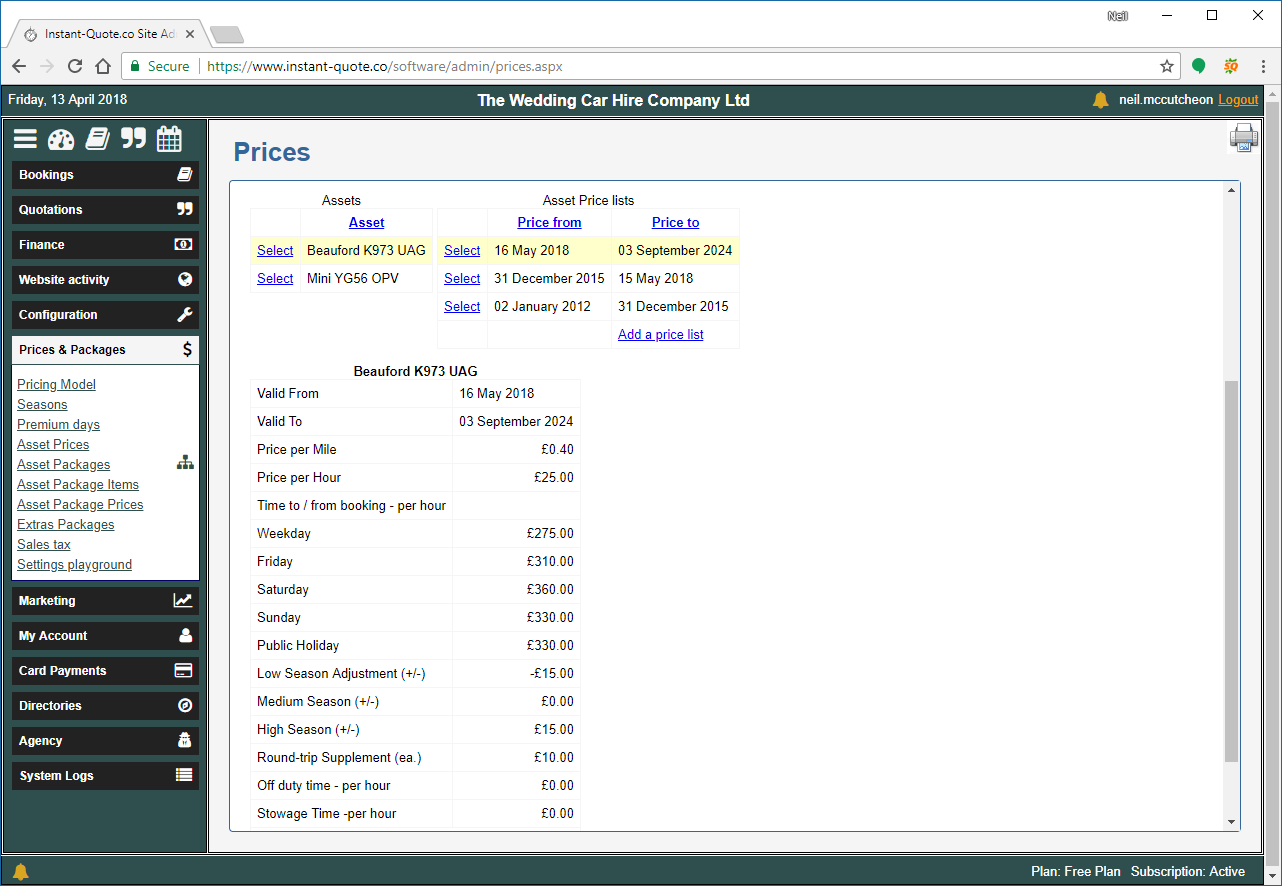 Neil
Instant-Quote.co Site Ad
Secure https://www.instant-quote.co/software/admin/prices.aspx
SQ
Friday, 13 April 2018
The Wedding Car Hire Company Ltd
neil.mccutcheon Logout
Bookings
Quotations
Finance
Website activity
Configuration
Prices & Packages
Pricing Model
Seasons
Premium days
Asset Prices
Asset Packages
Asset Package Items
Asset Package Prices
Extras Packages
Sales tax
Settings playground
Marketing
My Account
Card Payments
Directories
Agency
System Logs
Prices
Assets
Asset
Select Beauford K973 UAG
Select Mini YG56 OPV
Asset Price lists
Price from Price to
Select 16 May 2018 03 September 2024
Select 31 December 2015 15 May 2018
Select 02 January 2012 31 December 2015
Add a price list
Beauford K973 UAG
Valid From 16 May 2018
Valid To 03 September 2024
Price per Mile £0.40
Price per Hour £25.00
Time to / from booking - per hour
Weekday £275.00
Friday £310.00
Saturday £360.00
Sunday £330.00
Public Holiday £330.00
Low Season Adjustment (+/-) -£15.00
Medium Season (+/-) £0.00
High Season (+/-) £15.00
Round-trip Supplement (ea.) £10.00
Off duty time - per hour £0.00
Stowage Time -per hour £0.00
Plan: Free Plan Subscription: Active